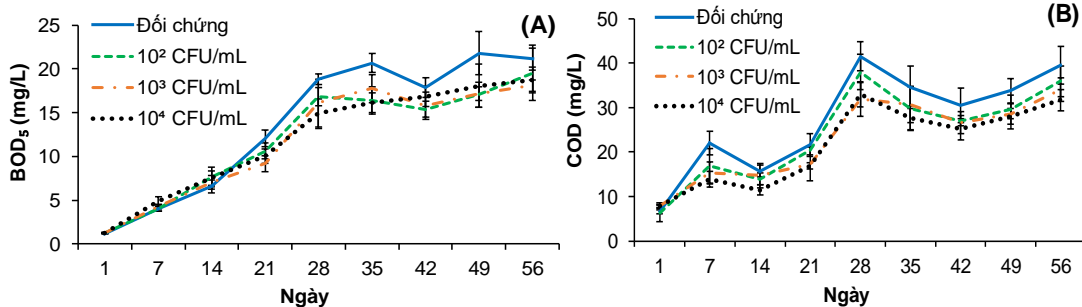 (A)
Đối chứng
10² CFU/mL
10³ CFU/mL
10⁴ CFU/mL
BOD₅ (mg/L)
25
20
15
10
5
0
1 7 14 21 28 35 42 49 56
Ngày
(B)
Đối chứng
10² CFU/mL
10³ CFU/mL
10⁴ CFU/mL
COD (mg/L)
50
40
30
20
10
0
1 7 14 21 28 35 42 49 56
Ngày